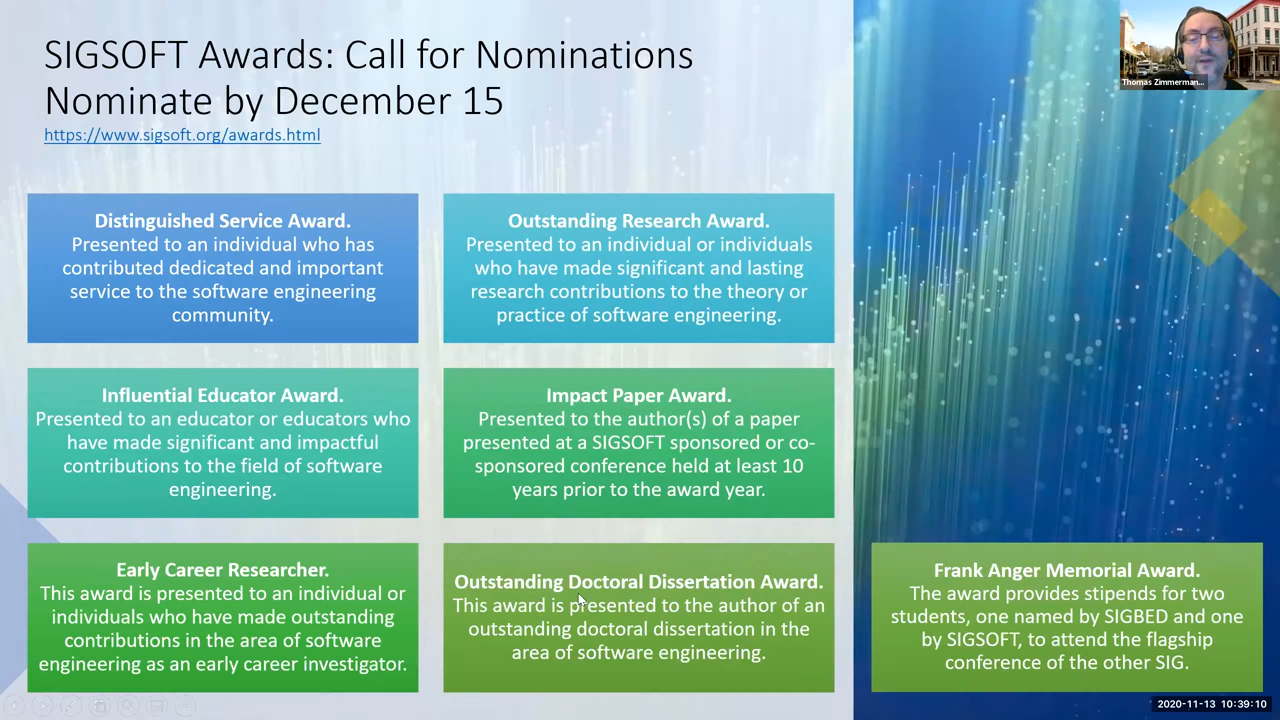 SIGSOFT Awards: Call for Nominations
Nominate by December 15
https://www.sigsoft.org/awards.html
Thomas Zimmerman...
Distinguished Service Award.
Presented to an individual who has
contributed dedicated and important
service to the software engineering
community.
Outstanding Research Award.
Presented to an individual or individuals
who have made significant and lasting
research contributions to the theory or
practice of software engineering.
Influential Educator Award.
Presented to an educator or educators who
have made significant and impactful
contributions to the field of software
engineering.
Impact Paper Award.
Presented to the author(s) of a paper
presented at a SIGSOFT sponsored or co-
sponsored conference held at least 10
years prior to the award year.
Early Career Researcher.
This award is presented to an individual or
individuals who have made outstanding
contributions in the area of software
engineering as an early career investigator.
Outstanding Doctoral Dissertation Award.
This award is presented to the author of an
outstanding doctoral dissertation in the
area of software engineering.
Frank Anger Memorial Award.
The award provides stipends for two
students, one named by SIGBED and one
by SIGSOFT, to attend the flagship
conference of the other SIG.
2020-11-13 10:39:10